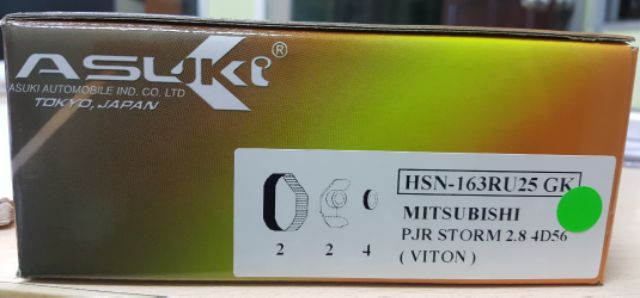 ASUKI®
ASUKI AUTOMOBILE IND. CO. LTD
TOKYO, JAPAN
HSN-163RU25 GK
MITSUBISHI
PJR STORM 2.8 4D56
( VITON )
2 2 4